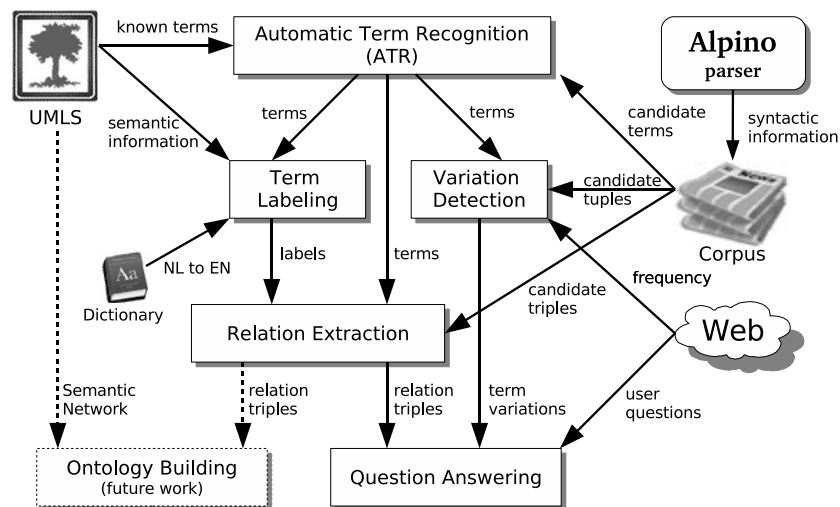 known terms
Automatic Term Recognition
(ATR)
Alpino
parser
UMLS
semantic
information
terms
terms
candidate
terms
syntactic
information
News
Term
Labeling
Variation
Detection
candidate
tuples
Corpus
Aa
NL to EN
labels
terms
frequency
Dictionary
candidate
triples
Relation Extraction
Web
Semantic
Network
relation
triples
relation
triples
term
variations
user
questions
Ontology Building
(future work)
Question Answering